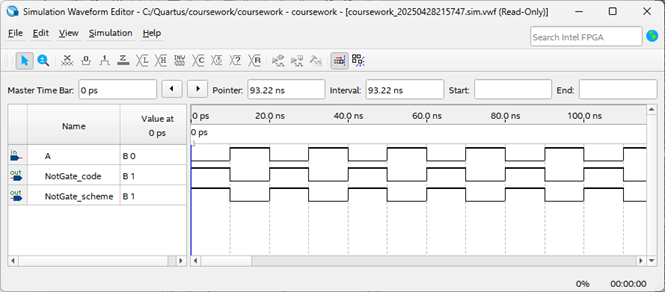 Simulation Waveform Editor - C:/Quartus/coursework/coursework - coursework - [coursework_20250428215747.sim.vwf (Read-Only)]
File Edit View Simulation Help
Search Intel FPGA
Master Time Bar: 0 ps Pointer: 93.22 ns Interval: 93.22 ns Start: End:
Name Value at 0 ps
0 ps 20.0 ns 40.0 ns 60.0 ns 80.0 ns 100.0 ns
0 ps
in A B 0
out NotGate_code B 1
out NotGate_scheme B 1
0% 00:00:00